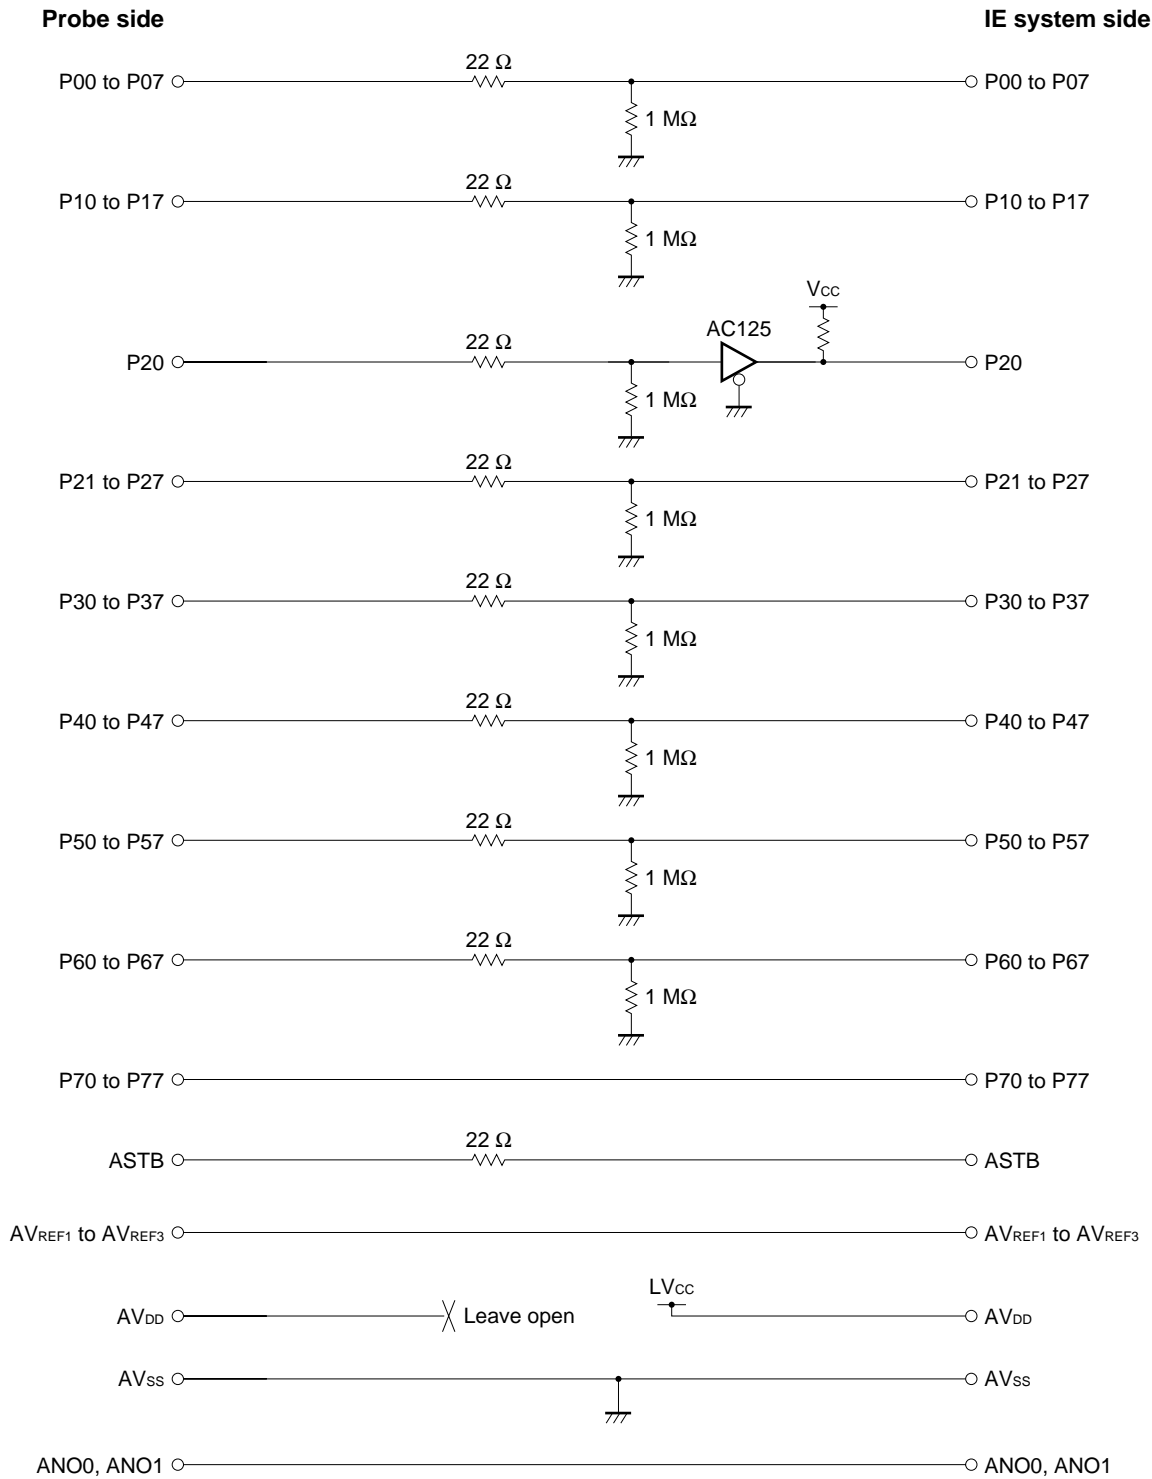 Probe side IE system side
22 Ω
P00 to P07 P00 to P07
1 MΩ
22 Ω
P10 to P17 P10 to P17
1 MΩ
VCC
AC125
22 Ω
P20 P20
1 MΩ
22 Ω
P21 to P27 P21 to P27
1 MΩ
22 Ω
P30 to P37 P30 to P37
1 MΩ
22 Ω
P40 to P47 P40 to P47
1 MΩ
22 Ω
P50 to P57 P50 to P57
1 MΩ
22 Ω
P60 to P67 P60 to P67
1 MΩ
P70 to P77 P70 to P77
22 Ω
ASTB ASTB
AVREF1 to AVREF3 AVREF1 to AVREF3
LVCC
AVDD Leave open AVDD
AVSS AVSS
ANO0, ANO1 ANO0, ANO1